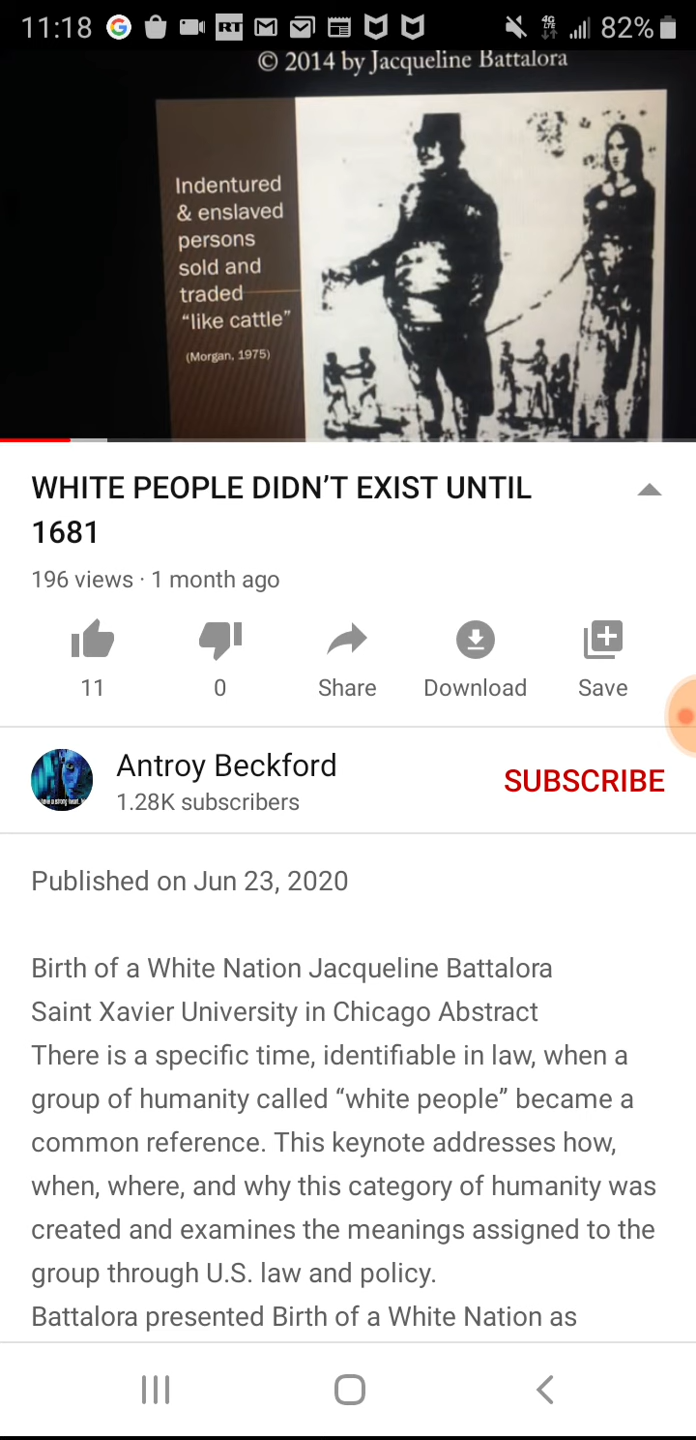 11:18 G RT 4G LTE 82%
© 2014 by Jacqueline Battalora
Indentured
& enslaved
persons
sold and
traded
“like cattle”
(Morgan, 1975)
WHITE PEOPLE DIDN’T EXIST UNTIL
1681
196 views · 1 month ago
11 0 Share Download Save
Antroy Beckford
1.28K subscribers
SUBSCRIBE
Published on Jun 23, 2020
Birth of a White Nation Jacqueline Battalora
Saint Xavier University in Chicago Abstract
There is a specific time, identifiable in law, when a
group of humanity called “white people” became a
common reference. This keynote addresses how,
when, where, and why this category of humanity was
created and examines the meanings assigned to the
group through U.S. law and policy.
Battalora presented Birth of a White Nation as